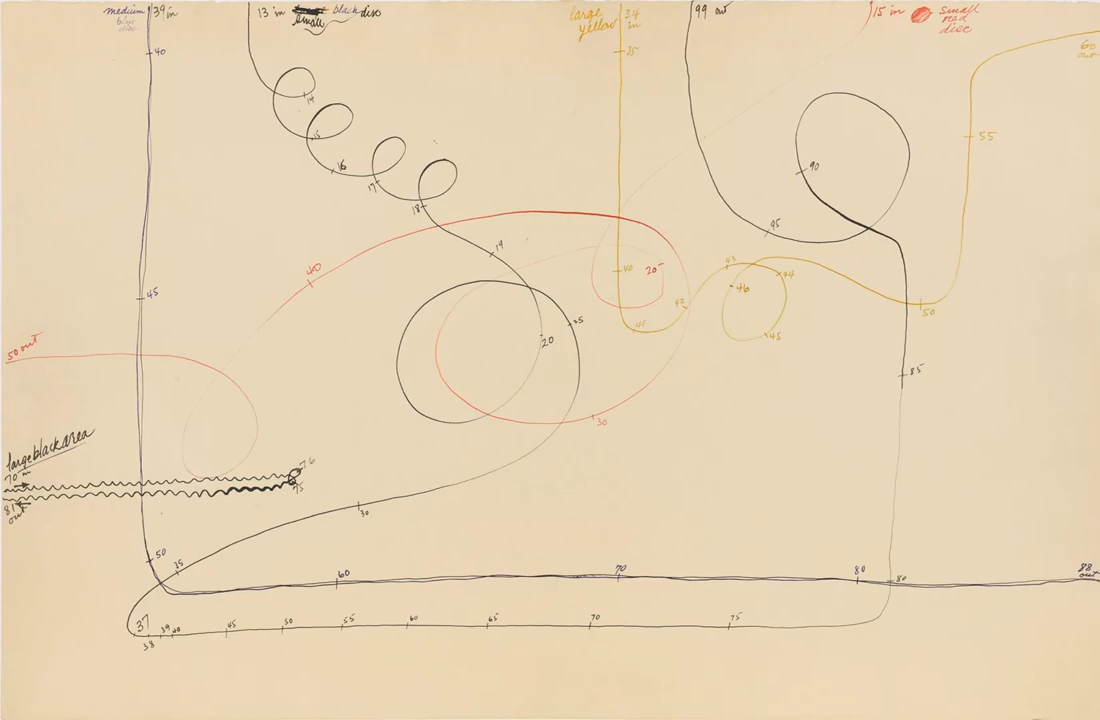 medium
blue
disc
39 in
13 in
small
black disc
large
yellow
34
in
99 out
15 in
small
red
disc
60
out
40
35
14
15
16
17
18
19
90
55
95
40
20
40
43
44
46
42
41
45
50
45
25
20
50 out
85
30
large black area
70 in
76
75
81
out
30
50
35
60
70
80
80
88
out
37
38
39
40
45
50
55
60
65
70
75